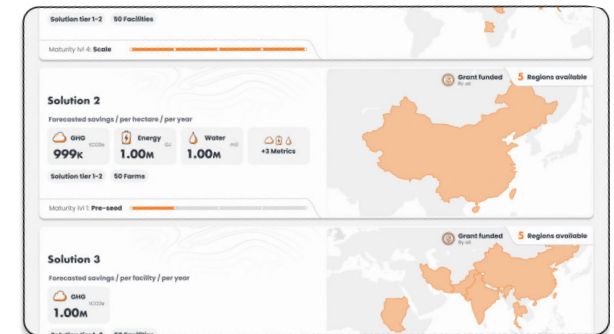 Solution tier 1-2 50 Facilities
Maturity lvl 4: Scale
Grant funded
By all
5 Regions available
Solution 2
Forecasted savings / per hectare / per year
GHG
999K
Energy
GJ
1.00M
Water
m3
1.00M
+3 Metrics
Solution tier 1-2 50 Farms
Maturity lvl 1: Pre-seed
Grant funded
By all
5 Regions available
Solution 3
Forecasted savings / per facility / per year
GHG
1.00M